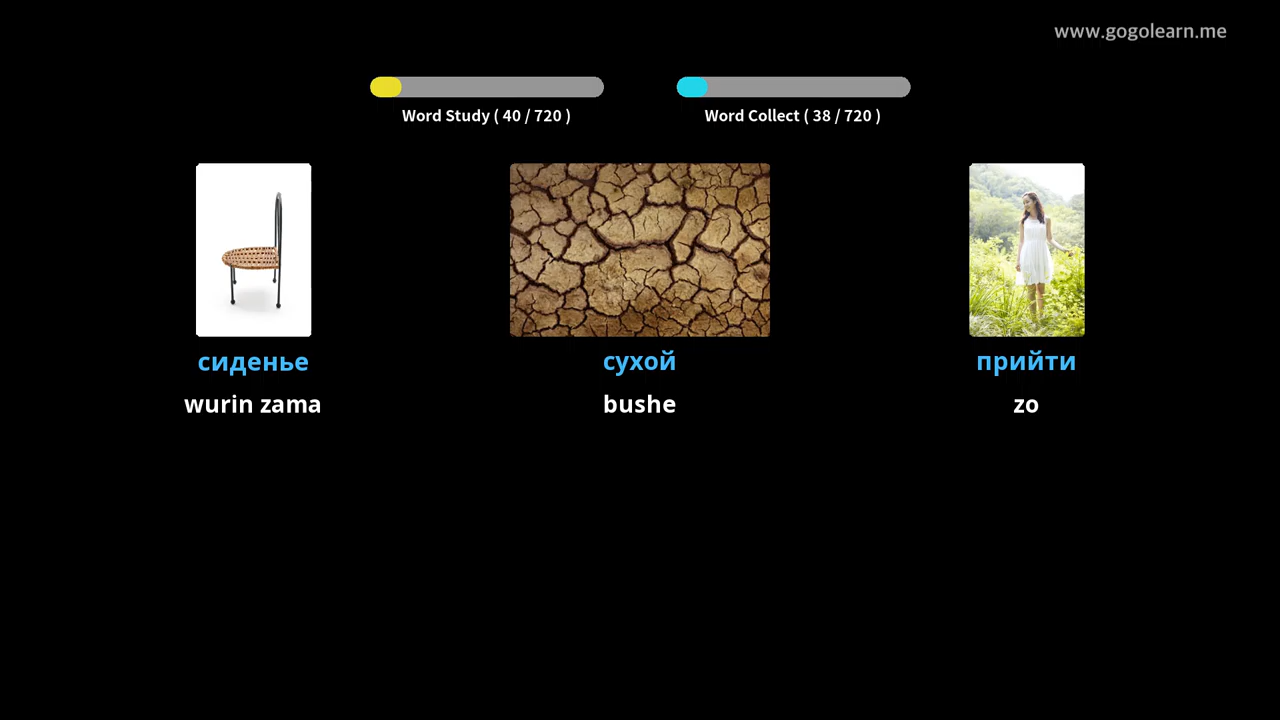 www.gogolearn.me
Word Study ( 40 / 720 )
Word Collect ( 38 / 720 )
сиденье
сухой
прийти
wurin zama
bushe
zo